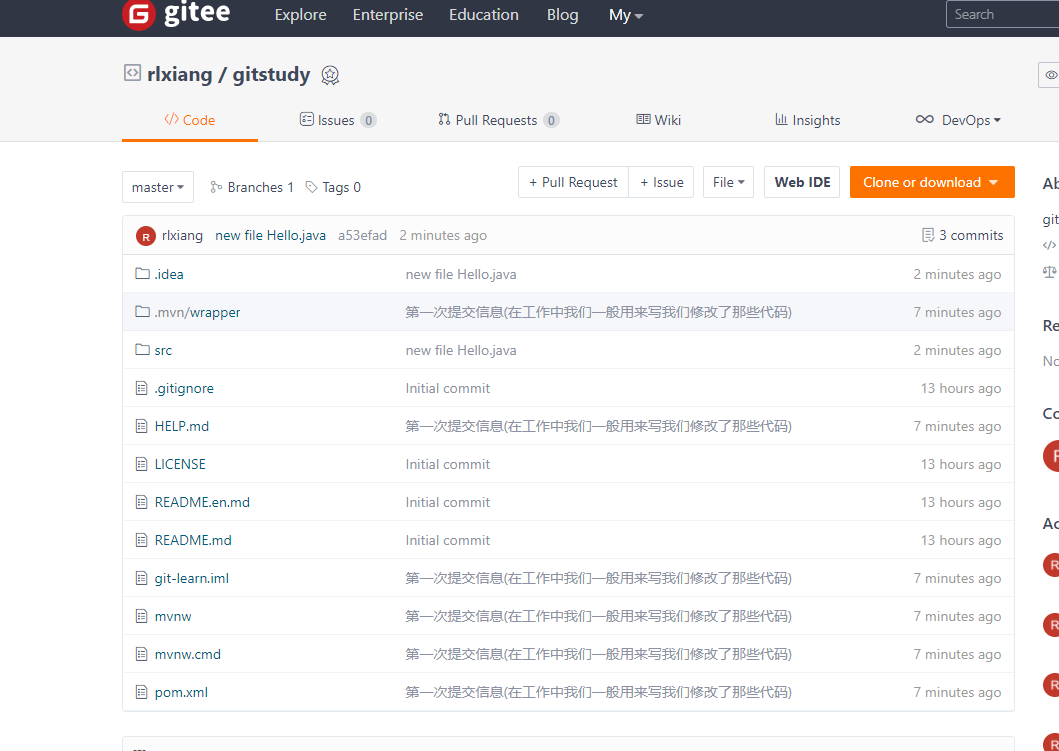 gitee Explore Enterprise Education Blog My Search
rlxiang / gitstudy
Code Issues 0 Pull Requests 0 Wiki Insights DevOps
master Branches 1 Tags 0 + Pull Request + Issue File Web IDE Clone or download
R rlxiang new file Hello.java a53efad 2 minutes ago 3 commits
.idea new file Hello.java 2 minutes ago
.mvn/wrapper 第一次提交信息(在工作中我们一般用来写我们修改了那些代码) 7 minutes ago
src new file Hello.java 2 minutes ago
.gitignore Initial commit 13 hours ago
HELP.md 第一次提交信息(在工作中我们一般用来写我们修改了那些代码) 7 minutes ago
LICENSE Initial commit 13 hours ago
README.en.md Initial commit 13 hours ago
README.md Initial commit 13 hours ago
git-learn.iml 第一次提交信息(在工作中我们一般用来写我们修改了那些代码) 7 minutes ago
mvnw 第一次提交信息(在工作中我们一般用来写我们修改了那些代码) 7 minutes ago
mvnw.cmd 第一次提交信息(在工作中我们一般用来写我们修改了那些代码) 7 minutes ago
pom.xml 第一次提交信息(在工作中我们一般用来写我们修改了那些代码) 7 minutes ago